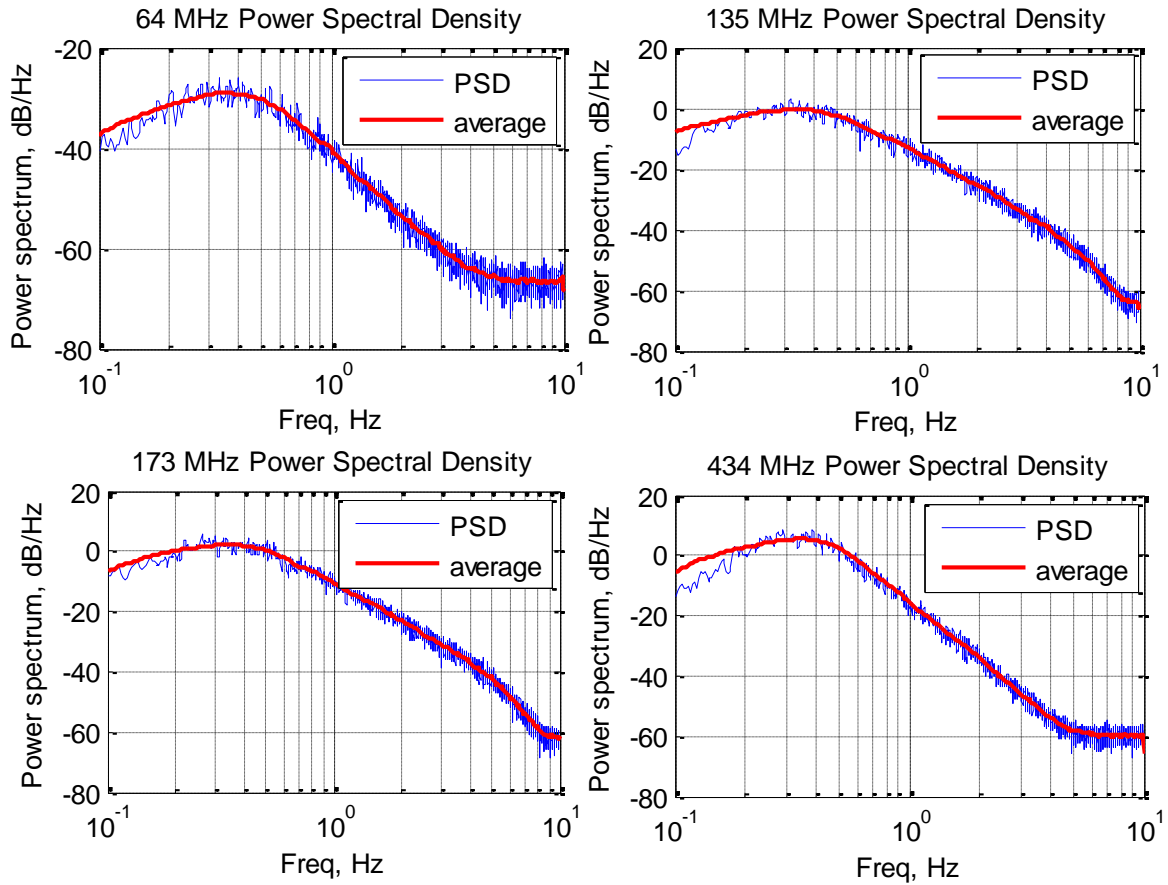 64 MHz Power Spectral Density
Power spectrum, dB/Hz
-20
-40
-60
-80
PSD
average
10^-1
10^0
10^1
Freq, Hz
135 MHz Power Spectral Density
Power spectrum, dB/Hz
20
0
-20
-40
-60
-80
PSD
average
10^-1
10^0
10^1
Freq, Hz
173 MHz Power Spectral Density
Power spectrum, dB/Hz
20
0
-20
-40
-60
-80
PSD
average
10^-1
10^0
10^1
Freq, Hz
434 MHz Power Spectral Density
Power spectrum, dB/Hz
20
0
-20
-40
-60
-80
PSD
average
10^-1
10^0
10^1
Freq, Hz